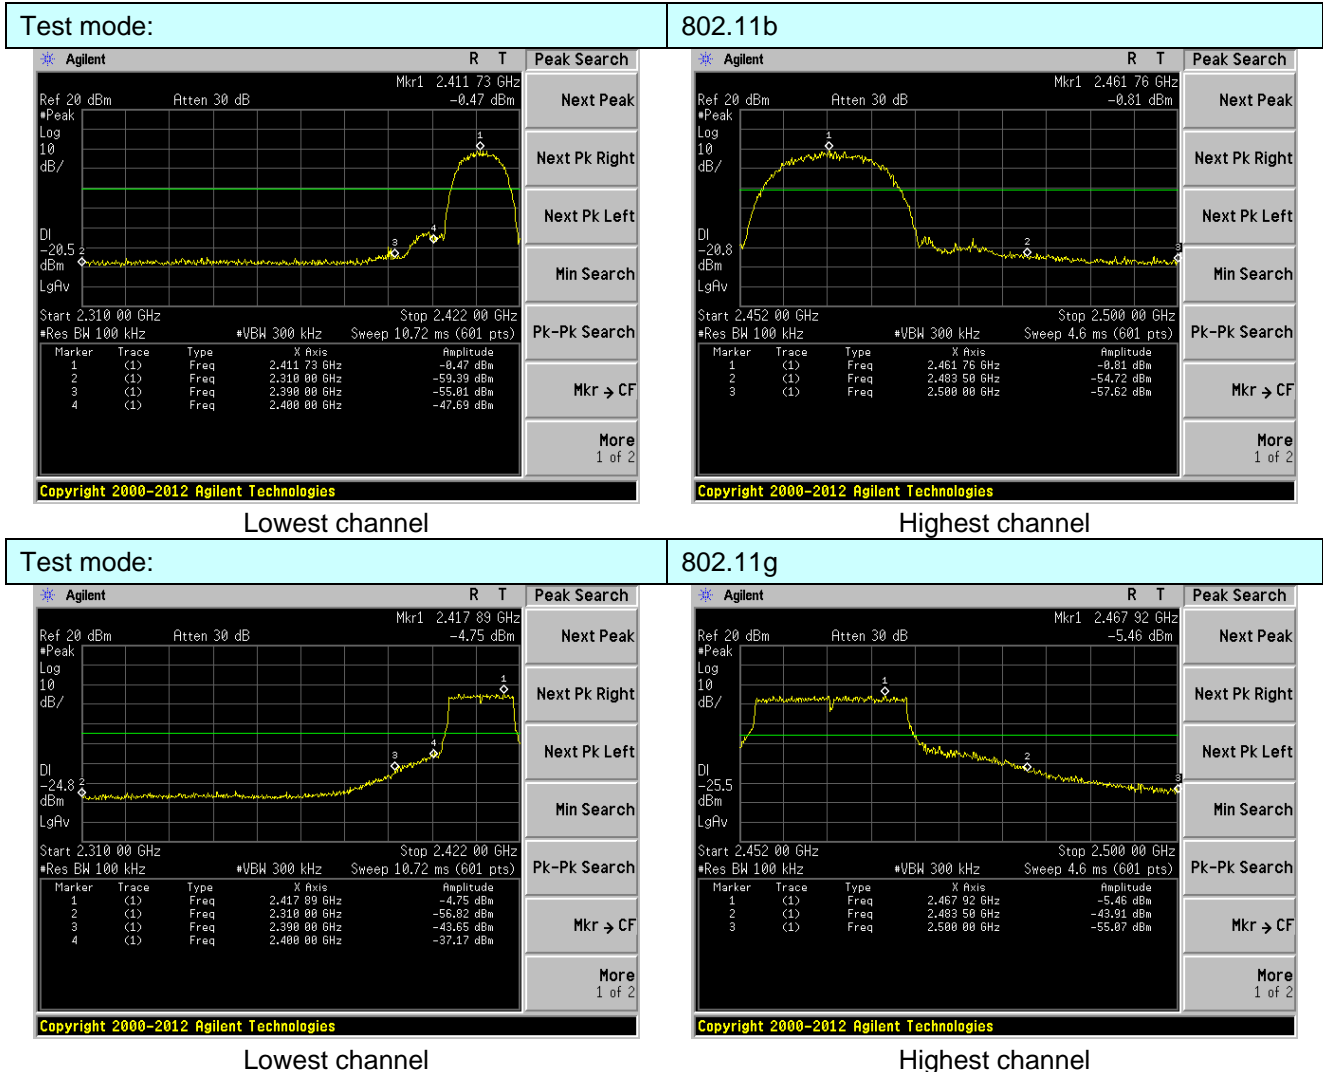 Test mode: 802.11b
Agilent R T Peak Search
Mkr1 2.411 73 GHz
Ref 20 dBm Atten 30 dB -0.47 dBm
#Peak
Log
10
dB/
1
DI
-20.5
dBm
LgAv
2
3
4
Start 2.310 00 GHz Stop 2.422 00 GHz
#Res BW 100 kHz #VBW 300 kHz Sweep 10.72 ms (601 pts)
Marker Trace Type X Axis Amplitude
1 (1) Freq 2.411 73 GHz -0.47 dBm
2 (1) Freq 2.310 00 GHz -59.39 dBm
3 (1) Freq 2.390 00 GHz -55.01 dBm
4 (1) Freq 2.400 00 GHz -47.69 dBm
Next Peak
Next Pk Right
Next Pk Left
Min Search
Pk-Pk Search
Mkr → CF
More
1 of 2
Copyright 2000-2012 Agilent Technologies
Lowest channel
Agilent R T Peak Search
Mkr1 2.461 76 GHz
Ref 20 dBm Atten 30 dB -0.81 dBm
#Peak
Log
10
dB/
1
DI
-20.8
dBm
LgAv
2
3
Start 2.452 00 GHz Stop 2.500 00 GHz
#Res BW 100 kHz #VBW 300 kHz Sweep 4.6 ms (601 pts)
Marker Trace Type X Axis Amplitude
1 (1) Freq 2.461 76 GHz -0.81 dBm
2 (1) Freq 2.483 50 GHz -54.72 dBm
3 (1) Freq 2.500 00 GHz -57.62 dBm
Next Peak
Next Pk Right
Next Pk Left
Min Search
Pk-Pk Search
Mkr → CF
More
1 of 2
Copyright 2000-2012 Agilent Technologies
Highest channel
Test mode: 802.11g
Agilent R T Peak Search
Mkr1 2.417 89 GHz
Ref 20 dBm Atten 30 dB -4.75 dBm
#Peak
Log
10
dB/
1
DI
-24.8
dBm
LgAv
2
3
4
Start 2.310 00 GHz Stop 2.422 00 GHz
#Res BW 100 kHz #VBW 300 kHz Sweep 10.72 ms (601 pts)
Marker Trace Type X Axis Amplitude
1 (1) Freq 2.417 89 GHz -4.75 dBm
2 (1) Freq 2.310 00 GHz -56.82 dBm
3 (1) Freq 2.390 00 GHz -43.65 dBm
4 (1) Freq 2.400 00 GHz -37.17 dBm
Next Peak
Next Pk Right
Next Pk Left
Min Search
Pk-Pk Search
Mkr → CF
More
1 of 2
Copyright 2000-2012 Agilent Technologies
Lowest channel
Agilent R T Peak Search
Mkr1 2.467 92 GHz
Ref 20 dBm Atten 30 dB -5.46 dBm
#Peak
Log
10
dB/
1
DI
-25.5
dBm
LgAv
2
3
Start 2.452 00 GHz Stop 2.500 00 GHz
#Res BW 100 kHz #VBW 300 kHz Sweep 4.6 ms (601 pts)
Marker Trace Type X Axis Amplitude
1 (1) Freq 2.467 92 GHz -5.46 dBm
2 (1) Freq 2.483 50 GHz -43.91 dBm
3 (1) Freq 2.500 00 GHz -55.07 dBm
Next Peak
Next Pk Right
Next Pk Left
Min Search
Pk-Pk Search
Mkr → CF
More
1 of 2
Copyright 2000-2012 Agilent Technologies
Highest channel